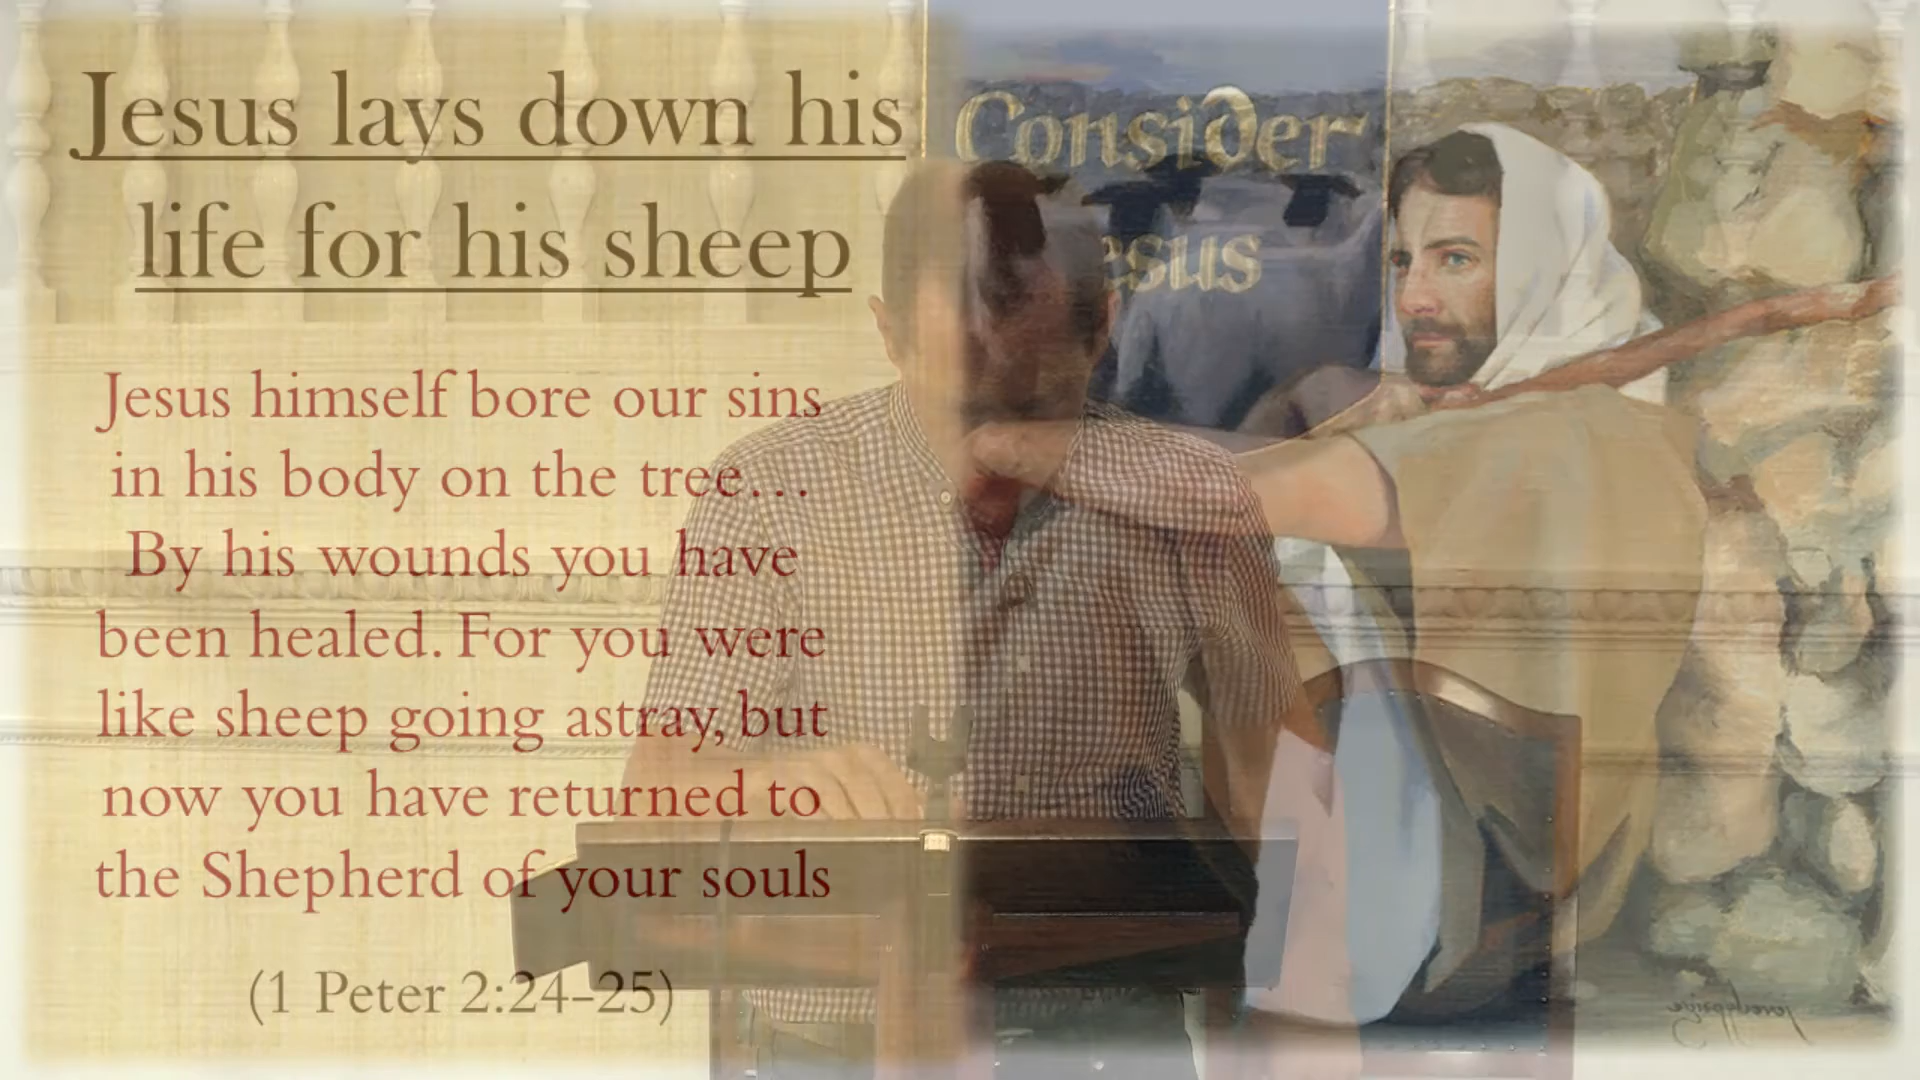 Jesus lays down his
life for his sheep
Jesus himself bore our sins
in his body on the tree…
By his wounds you have
been healed. For you were
like sheep going astray, but
now you have returned to
the Shepherd of your souls
(1 Peter 2:24-25)
Consider